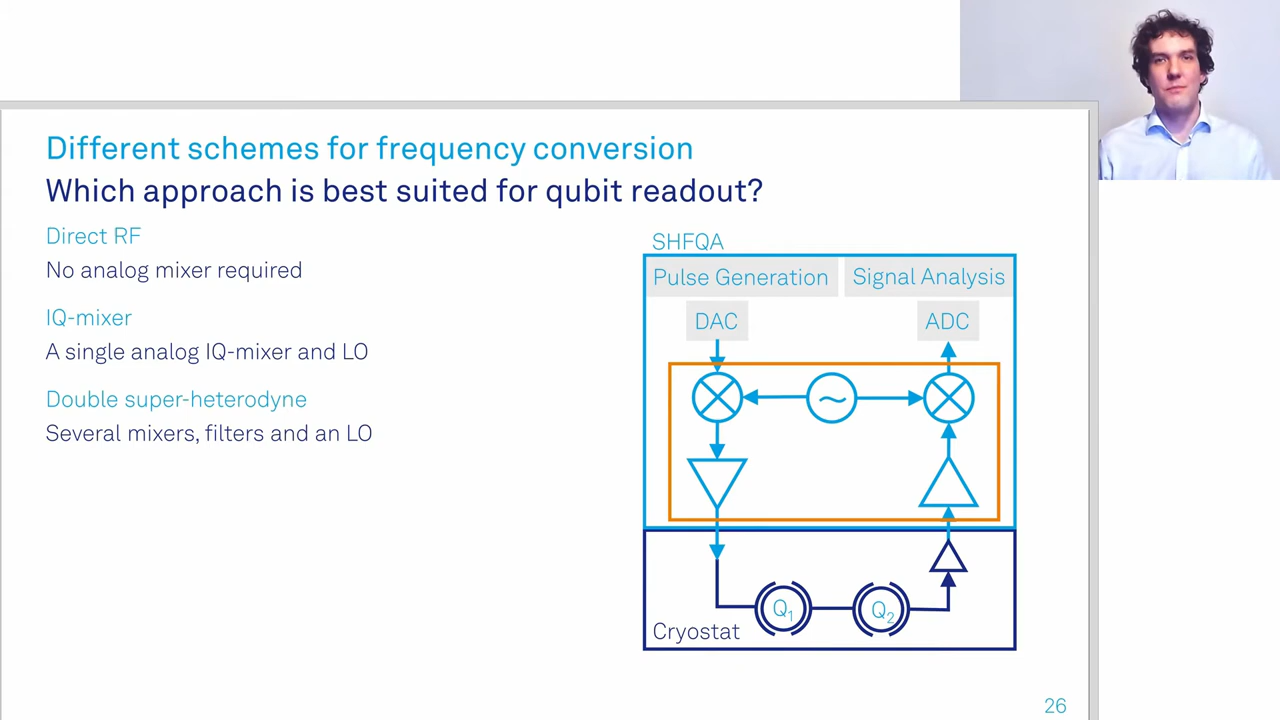 Different schemes for frequency conversion
Which approach is best suited for qubit readout?
Direct RF
No analog mixer required
IQ-mixer
A single analog IQ-mixer and LO
Double super-heterodyne
Several mixers, filters and an LO
SHFQA
Pulse Generation
Signal Analysis
DAC
ADC
Q1
Q2
Cryostat
26